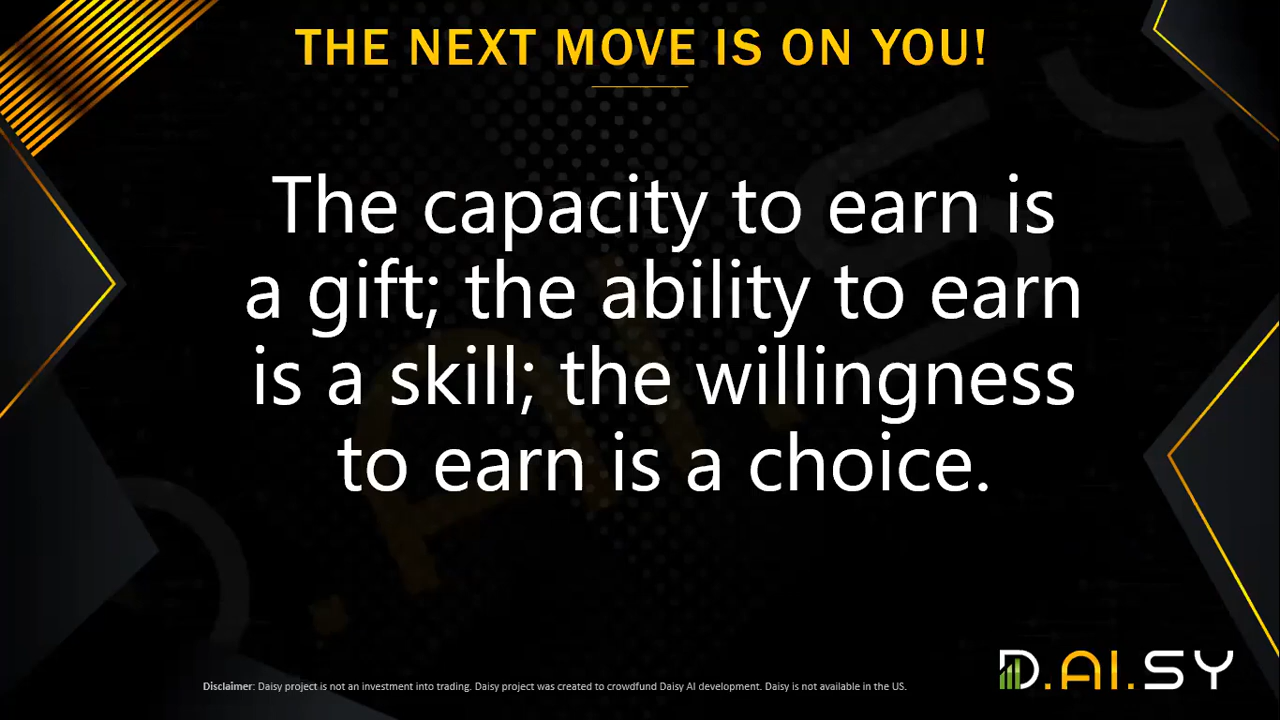 THE NEXT MOVE IS ON YOU!
The capacity to earn is
a gift; the ability to earn
is a skill; the willingness
to earn is a choice.
Disclaimer: Daisy project is not an investment into trading. Daisy project was created to crowdfund Daisy AI development. Daisy is not available in the US.
D.AI.SY